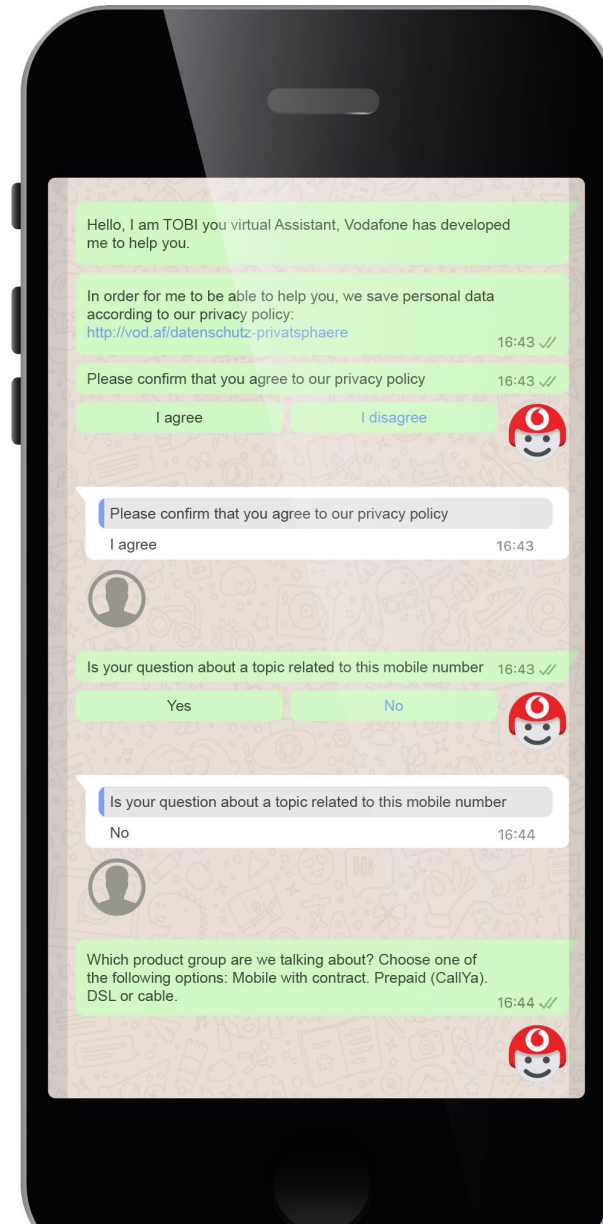 Hello, I am TOBI you virtual Assistant, Vodafone has developed
me to help you.
In order for me to be able to help you, we save personal data
according to our privacy policy:
http://vod.af/datenschutz-privatsphaere
16:43
Please confirm that you agree to our privacy policy 16:43
I agree I disagree
Please confirm that you agree to our privacy policy
I agree 16:43
Is your question about a topic related to this mobile number 16:43
Yes No
Is your question about a topic related to this mobile number
No 16:44
Hi
Which product group are we talking about? Choose one of
the following options: Mobile with contract. Prepaid (CallYa).
DSL or cable.
16:44